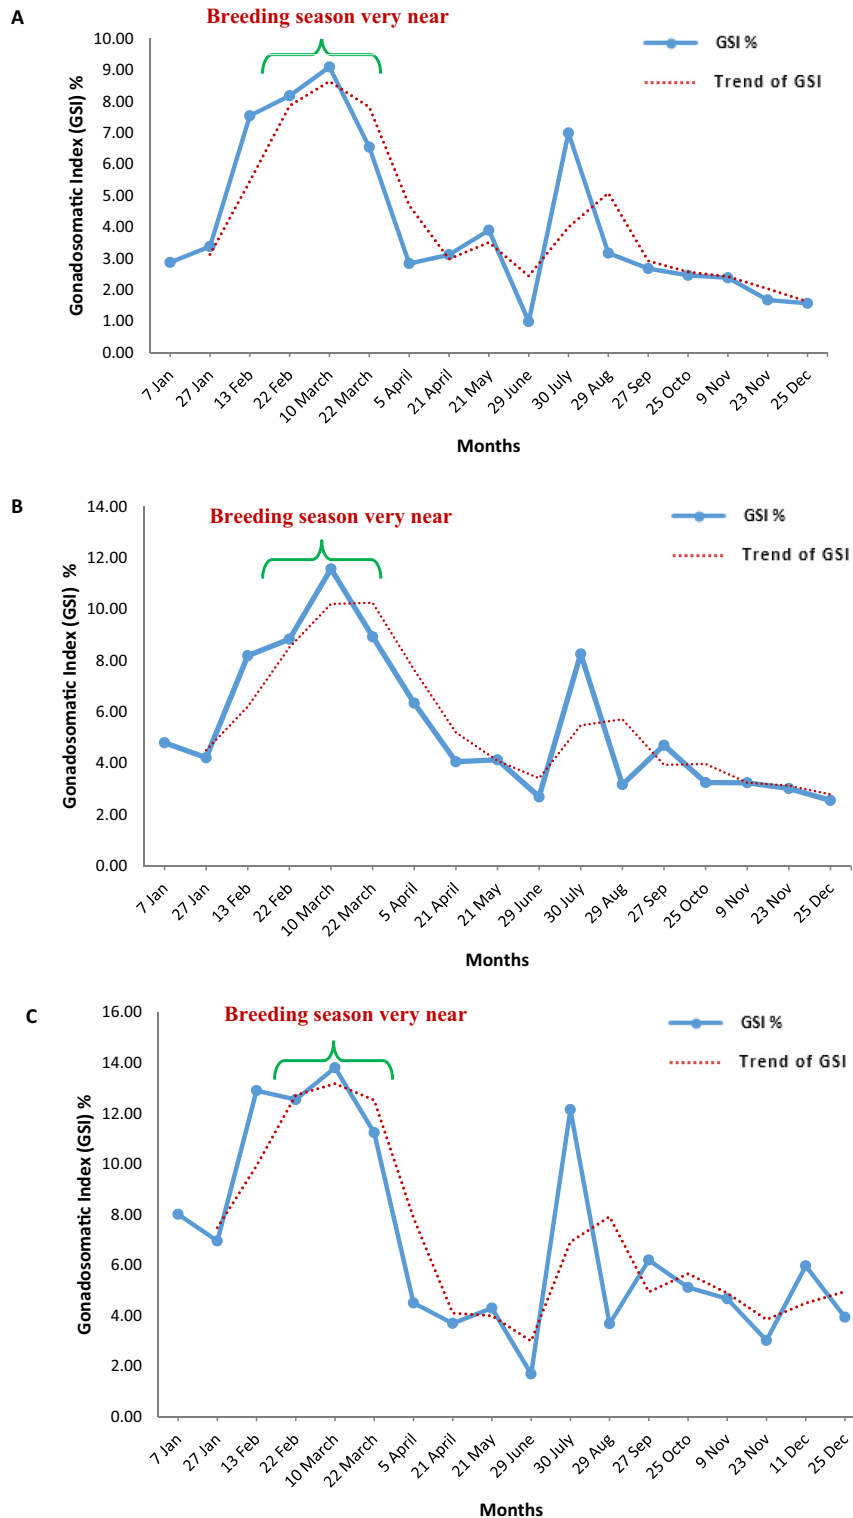 A
Breeding season very near
GSI %
Trend of GSI
Gonadosomatic Index (GSI) %
10.00
9.00
8.00
7.00
6.00
5.00
4.00
3.00
2.00
1.00
0.00
7 Jan
27 Jan
13 Feb
22 Feb
10 March
22 March
5 April
21 April
21 May
29 June
30 July
29 Aug
27 Sep
25 Octo
9 Nov
23 Nov
25 Dec
Months
B
Breeding season very near
GSI %
Trend of GSI
Gonadosomatic Index (GSI) %
14.00
12.00
10.00
8.00
6.00
4.00
2.00
0.00
7 Jan
27 Jan
13 Feb
22 Feb
10 March
22 March
5 April
21 April
21 May
29 June
30 July
29 Aug
27 Sep
25 Octo
9 Nov
23 Nov
25 Dec
Months
C
Breeding season very near
GSI %
Trend of GSI
Gonadosomatic Index (GSI) %
16.00
14.00
12.00
10.00
8.00
6.00
4.00
2.00
0.00
7 Jan
27 Jan
13 Feb
22 Feb
10 March
22 March
5 April
21 April
21 May
29 June
30 July
29 Aug
27 Sep
25 Octo
9 Nov
23 Nov
11 Dec
25 Dec
Months